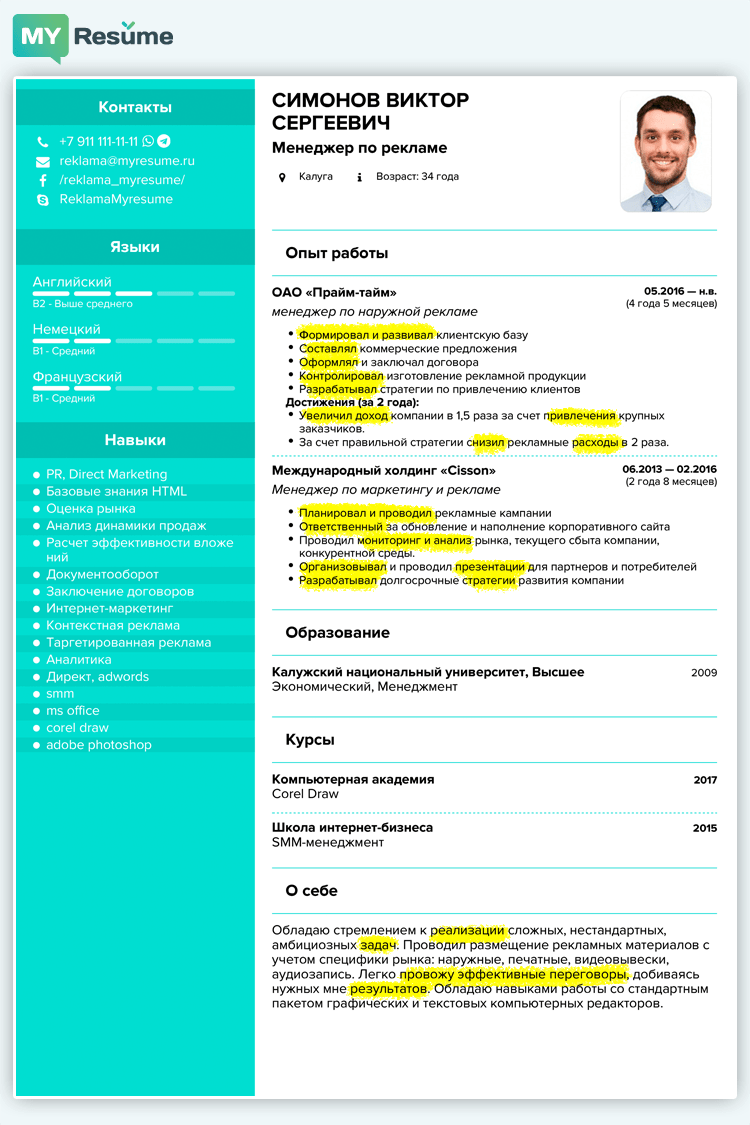 MY Resume
Контакты
+7 911 111-11-11
reklama@myresume.ru
/reklama_myresume/
ReklamaMyresume
Языки
Английский
B2 - Выше среднего
Немецкий
B1 - Средний
Французский
B1 - Средний
Навыки
PR, Direct Marketing
Базовые знания HTML
Оценка рынка
Анализ динамики продаж
Расчет эффективности вложе
ний
Документооборот
Заключение договоров
Интернет-маркетинг
Контекстная реклама
Таргетированная реклама
Аналитика
Директ, adwords
smm
ms office
corel draw
adobe photoshop
СИМОНОВ ВИКТОР
СЕРГЕЕВИЧ
Менеджер по рекламе
Калуга Возраст: 34 года
Опыт работы
ОАО «Прайм-тайм» 05.2016 — н.в.
(4 года 5 месяцев)
менеджер по наружной рекламе
Формировал и развивал клиентскую базу
Составлял коммерческие предложения
Оформлял и заключал договора
Контролировал изготовление рекламной продукции
Разрабатывал стратегии по привлечению клиентов
Достижения (за 2 года):
Увеличил доход компании в 1,5 раза за счет привлечения крупных
заказчиков.
За счет правильной стратегии снизил рекламные расходы в 2 раза.
Международный холдинг «Cisson» 06.2013 — 02.2016
(2 года 8 месяцев)
Менеджер по маркетингу и рекламе
Планировал и проводил рекламные кампании
Ответственный за обновление и наполнение корпоративного сайта
Проводил мониторинг и анализ рынка, текущего сбыта компании,
конкурентной среды.
Организовывал и проводил презентации для партнеров и потребителей
Разрабатывал долгосрочные стратегии развития компании
Образование
Калужский национальный университет, Высшее 2009
Экономический, Менеджмент
Курсы
Компьютерная академия 2017
Corel Draw
Школа интернет-бизнеса 2015
SMM-менеджмент
О себе
Обладаю стремлением к реализации сложных, нестандартных,
амбициозных задач. Проводил размещение рекламных материалов с
учетом специфики рынка: наружные, печатные, видеовывески,
аудиозапись. Легко провожу эффективные переговоры, добиваясь
нужных мне результатов. Обладаю навыками работы со стандартным
пакетом графических и текстовых компьютерных редакторов.